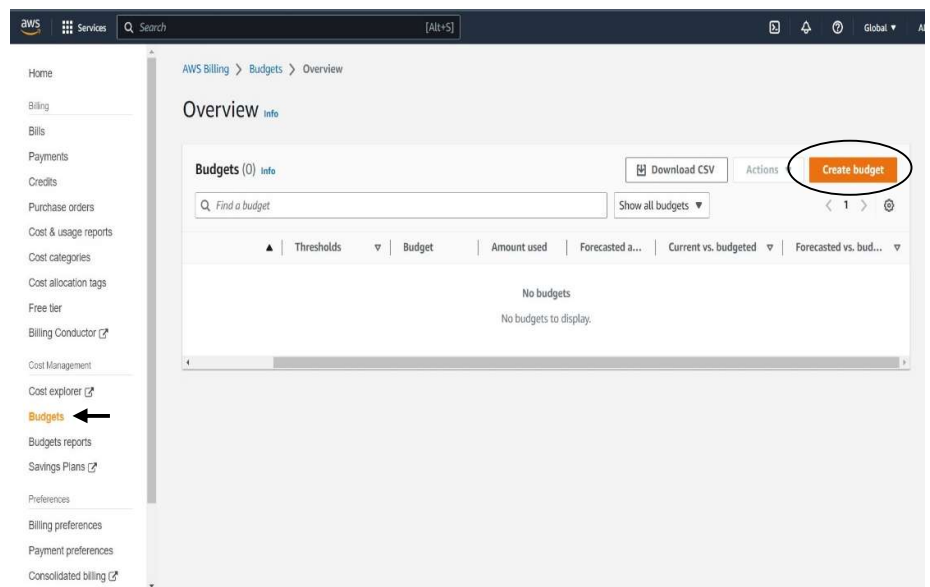 aws Services Search [Alt+S] Global ▼
Home
Billing
Bills
Payments
Credits
Purchase orders
Cost & usage reports
Cost categories
Cost allocation tags
Free tier
Billing Conductor
Cost Management
Cost explorer
Budgets
Budgets reports
Savings Plans
Preferences
Billing preferences
Payment preferences
Consolidated billing
AWS Billing > Budgets > Overview
Overview Info
Budgets (0) Info Download CSV Actions Create budget
Find a budget Show all budgets ▼ < 1 >
Thresholds Budget Amount used Forecasted a... Current vs. budgeted Forecasted vs. bud...
No budgets
No budgets to display.